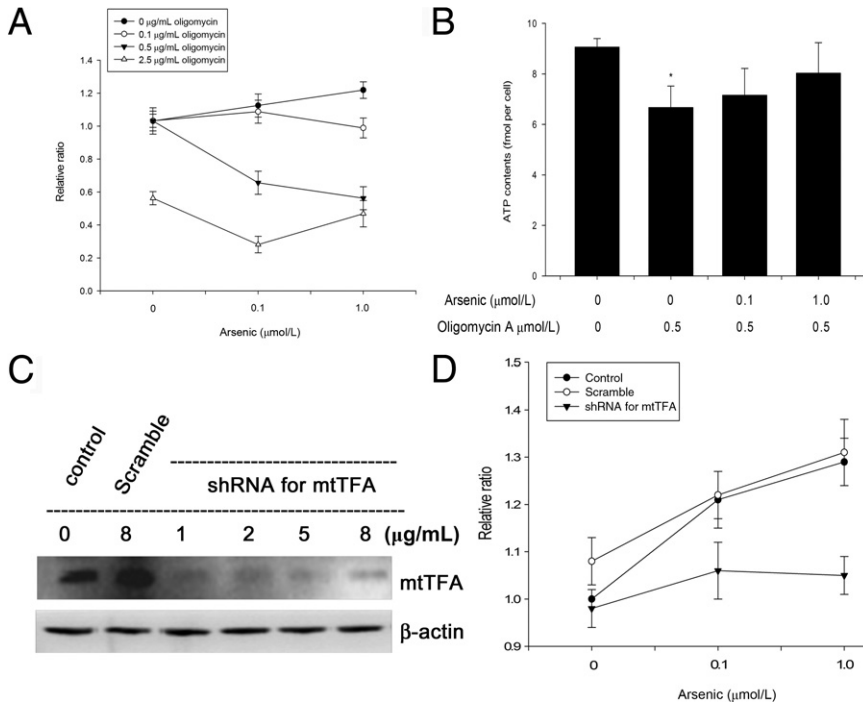 A
0 μg/mL oligomycin
0.1 μg/mL oligomycin
0.5 μg/mL oligomycin
2.5 μg/mL oligomycin
1.4
1.2
1.0
0.8
0.6
0.4
0.2
0.0
Relative ratio
0 0.1 1.0
Arsenic (μmol/L)
B
10
8
6
4
2
0
ATP contents (fmol per cell)
*
Arsenic (μmol/L) 0 0 0.1 1.0
Oligomycin A μmol/L) 0 0.5 0.5 0.5
C
control
Scramble
shRNA for mtTFA
0 8 1 2 5 8 (μg/mL)
mtTFA
β-actin
D
Control
Scramble
shRNA for mtTFA
1.5
1.4
1.3
1.2
1.1
1.0
0.9
Relative ratio
0 0.1 1.0
Arsenic (μmol/L)